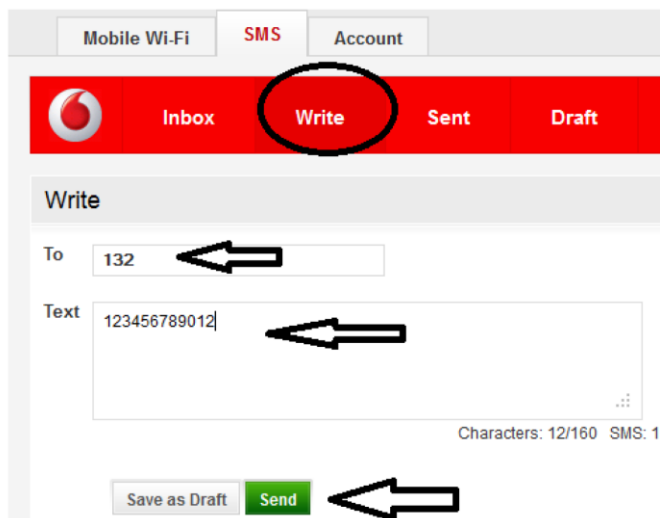 Mobile Wi-Fi SMS Account
Inbox Write Sent Draft
Write
To 132
Text 123456789012
Characters: 12/160 SMS: 1
Save as Draft Send